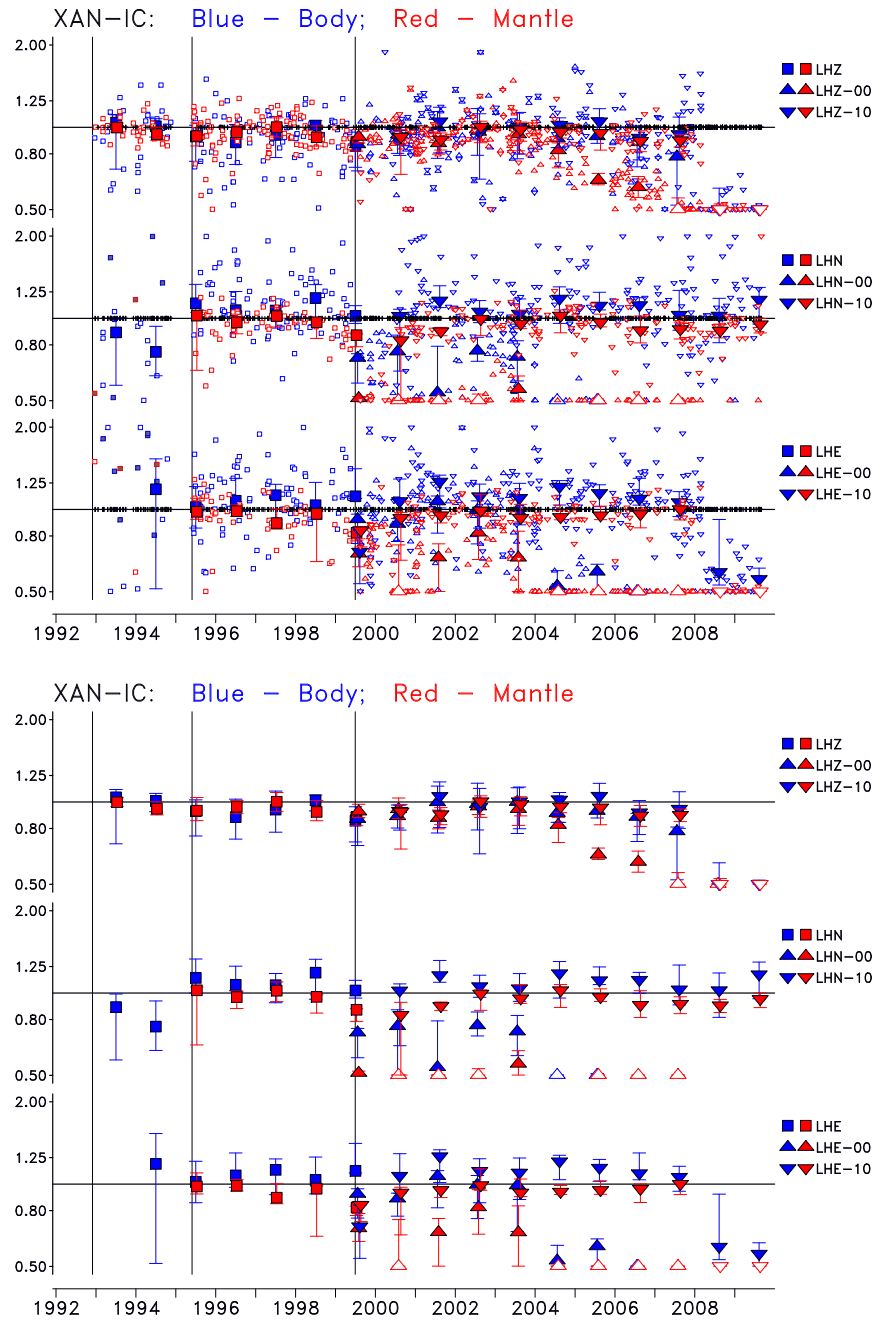 XAN-IC: Blue - Body; Red - Mantle
2.00
1.25
0.80
0.50
LHZ
LHZ-00
LHZ-10
2.00
1.25
0.80
0.50
LHN
LHN-00
LHN-10
2.00
1.25
0.80
0.50
LHE
LHE-00
LHE-10
1992 1994 1996 1998 2000 2002 2004 2006 2008
XAN-IC: Blue - Body; Red - Mantle
2.00
1.25
0.80
0.50
LHZ
LHZ-00
LHZ-10
2.00
1.25
0.80
0.50
LHN
LHN-00
LHN-10
2.00
1.25
0.80
0.50
LHE
LHE-00
LHE-10
1992 1994 1996 1998 2000 2002 2004 2006 2008